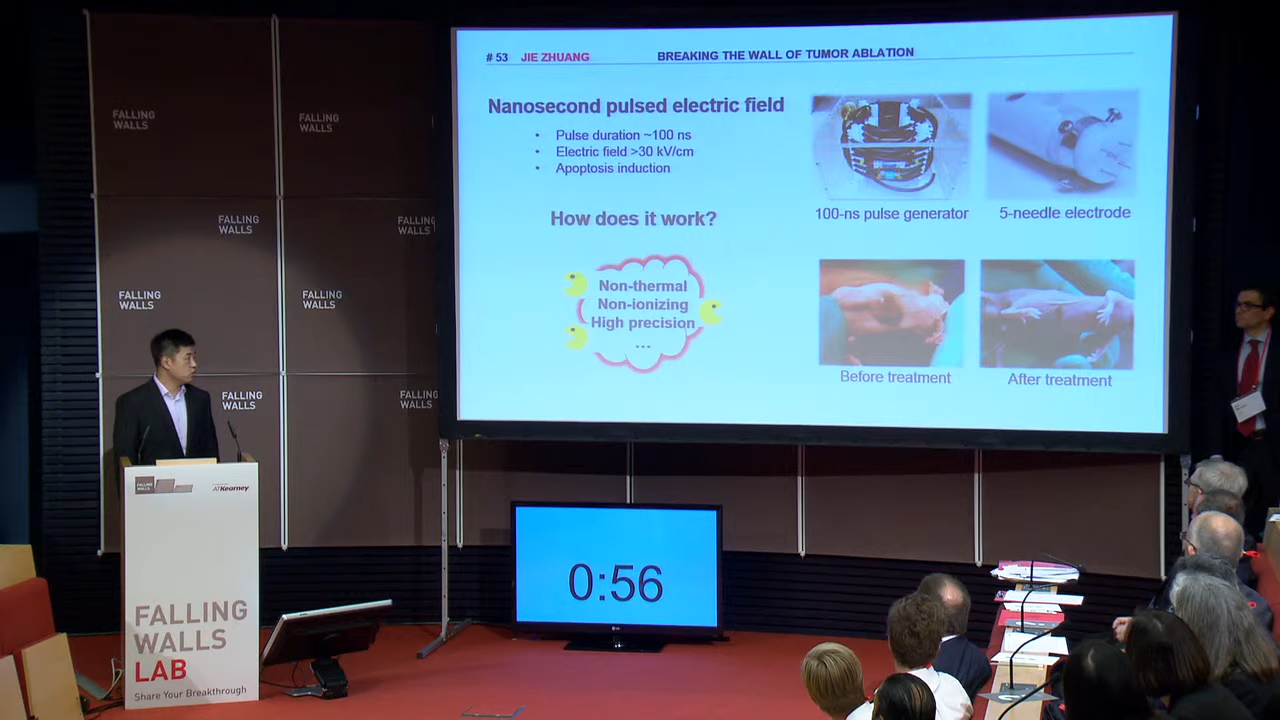 # 53 JIE ZHUANG BREAKING THE WALL OF TUMOR ABLATION
Nanosecond pulsed electric field
• Pulse duration ~100 ns
• Electric field >30 kV/cm
• Apoptosis induction
How does it work?
Non-thermal
Non-ionizing
High precision
...
100-ns pulse generator
5-needle electrode
Before treatment
After treatment
FALLING
WALLS
FALLING
WALLS
FALLING
WALLS
FALLING
WALLS
FALLING
WALLS
FALLING
WALLS
FALLING
WALLS
FALLING
WALLS
0:56
FALLING
WALLS
ATKearney
FALLING
WALLS
LAB
Share Your Breakthrough
LG